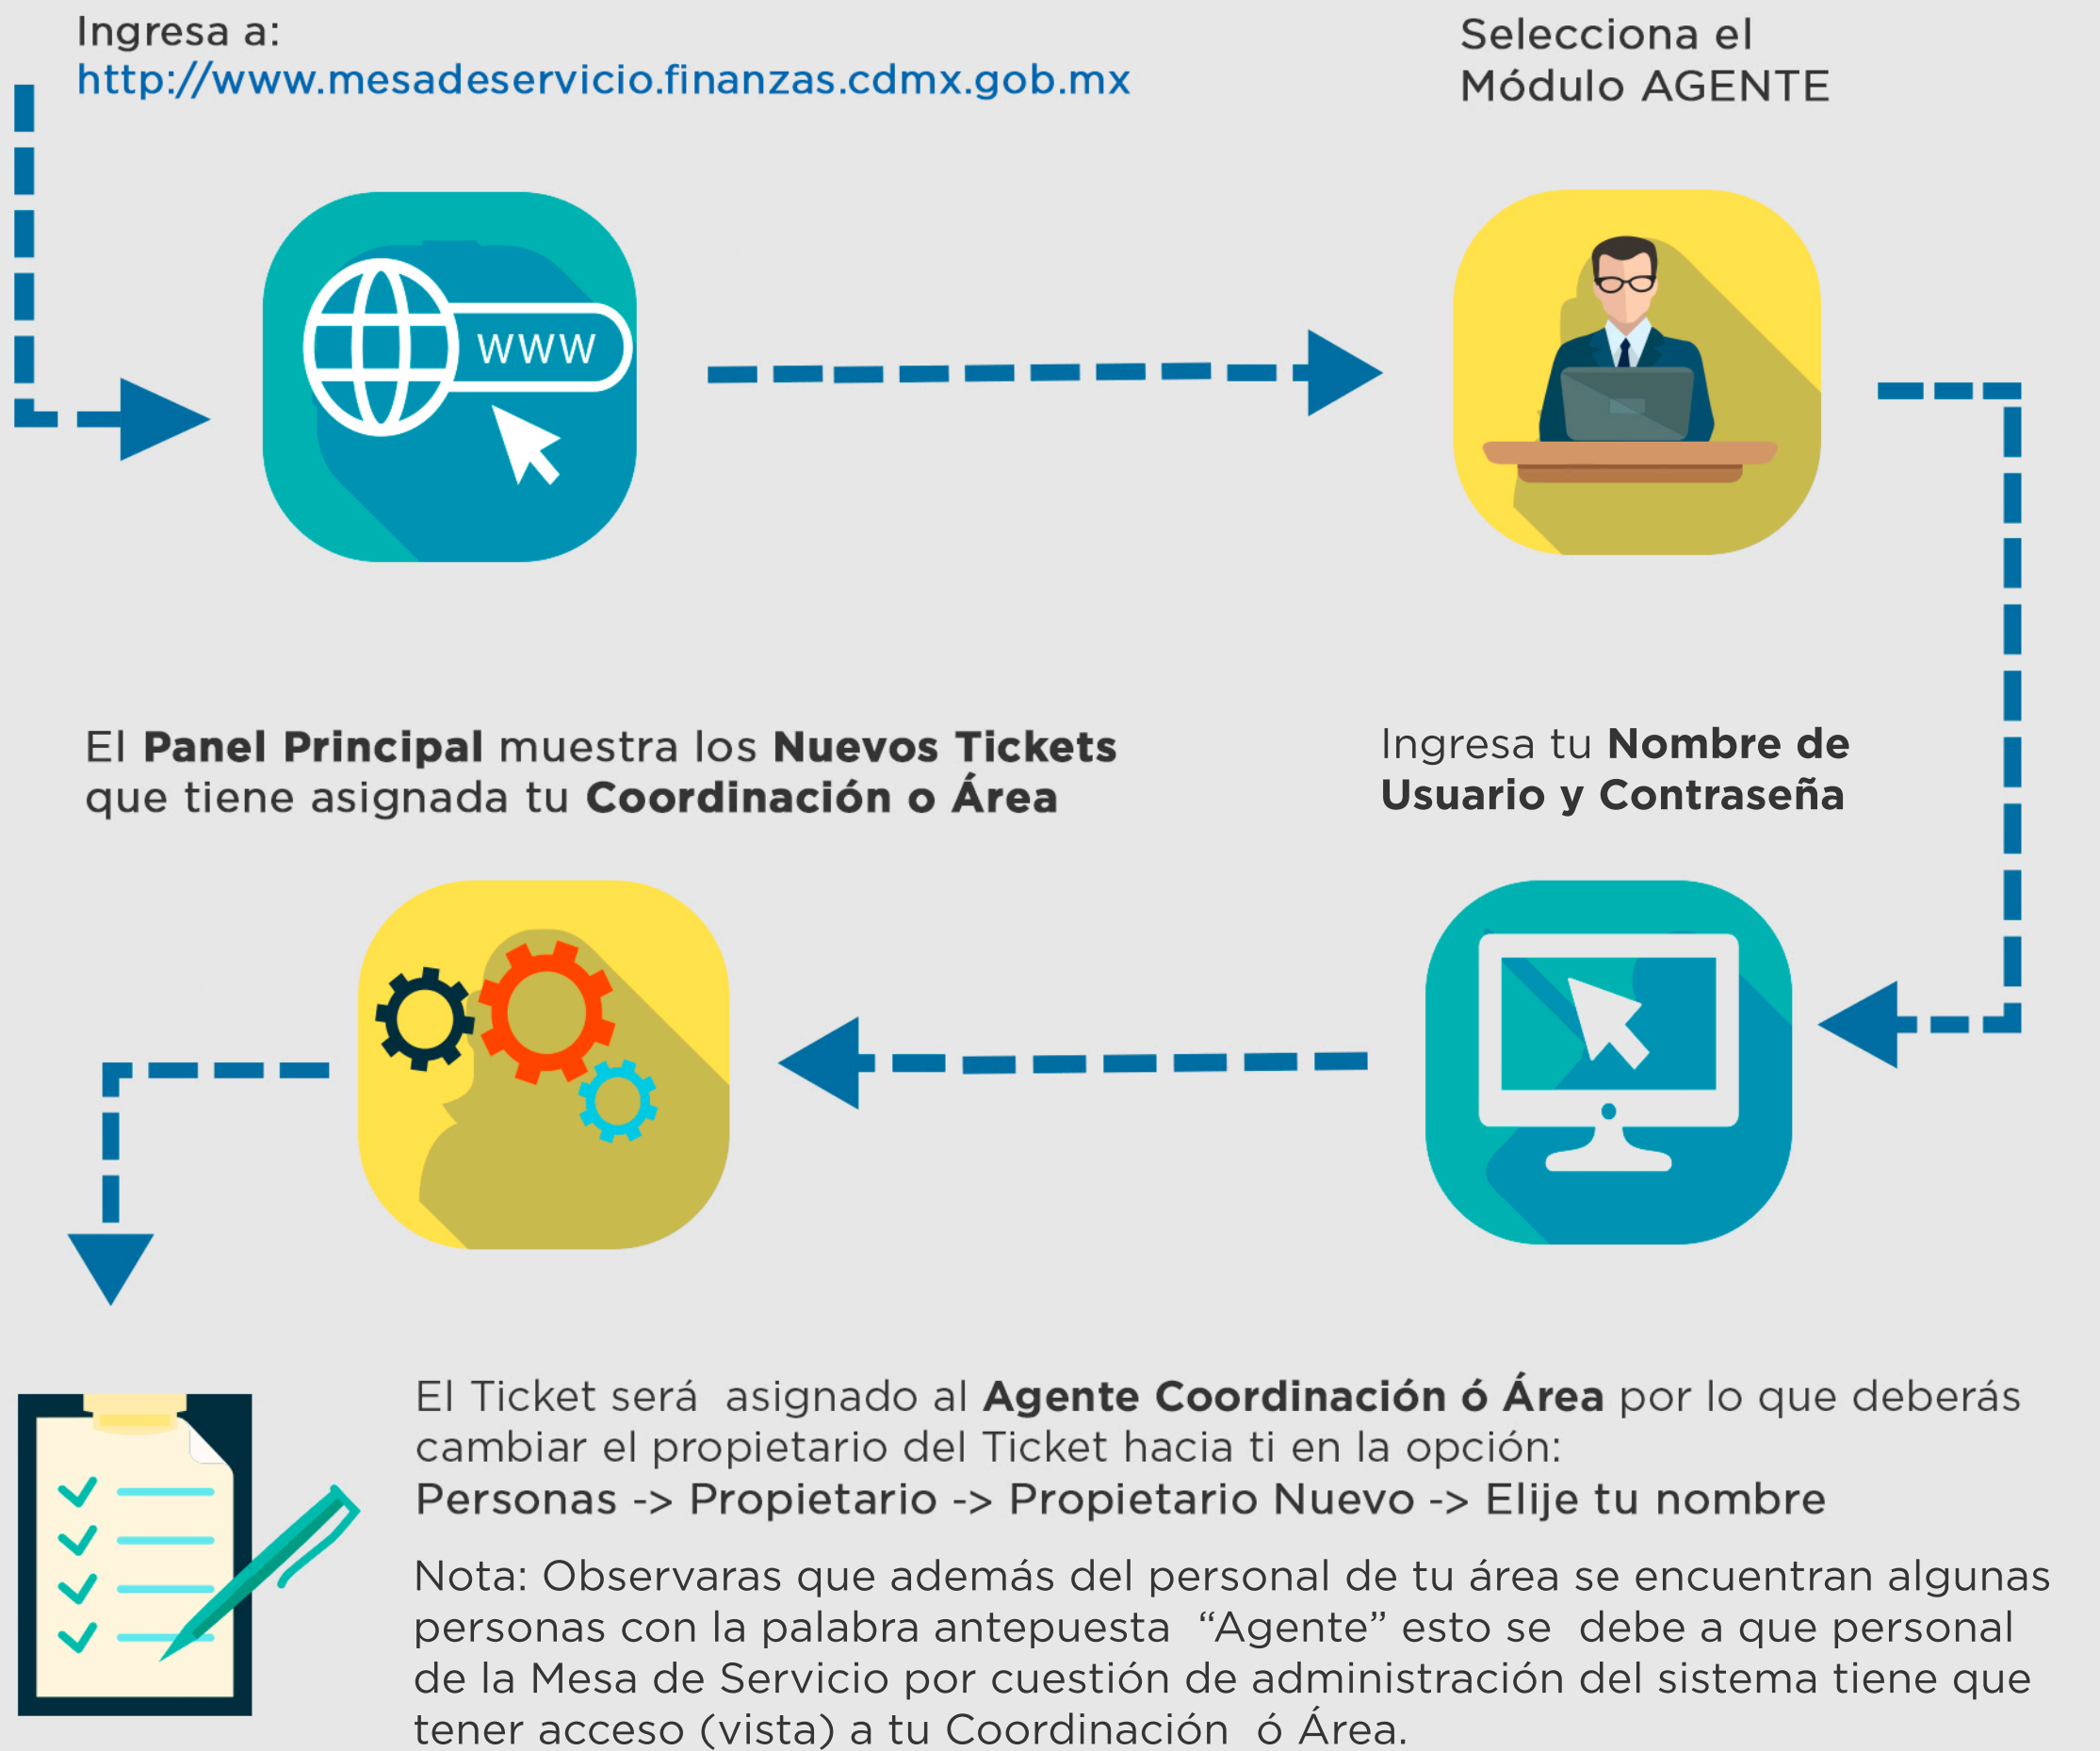 Ingresa a:
http://www.mesadeservicio.finanzas.cdmx.gob.mx
Selecciona el
Módulo AGENTE
WWW
Ingresa tu Nombre de
Usuario y Contraseña
El Panel Principal muestra los Nuevos Tickets
que tiene asignada tu Coordinación o Área
El Ticket será asignado al Agente Coordinación ó Área por lo que deberás
cambiar el propietario del Ticket hacia ti en la opción:
Personas -> Propietario -> Propietario Nuevo -> Elije tu nombre
Nota: Observaras que además del personal de tu área se encuentran algunas
personas con la palabra antepuesta “Agente” esto se debe a que personal
de la Mesa de Servicio por cuestión de administración del sistema tiene que
tener acceso (vista) a tu Coordinación ó Área.